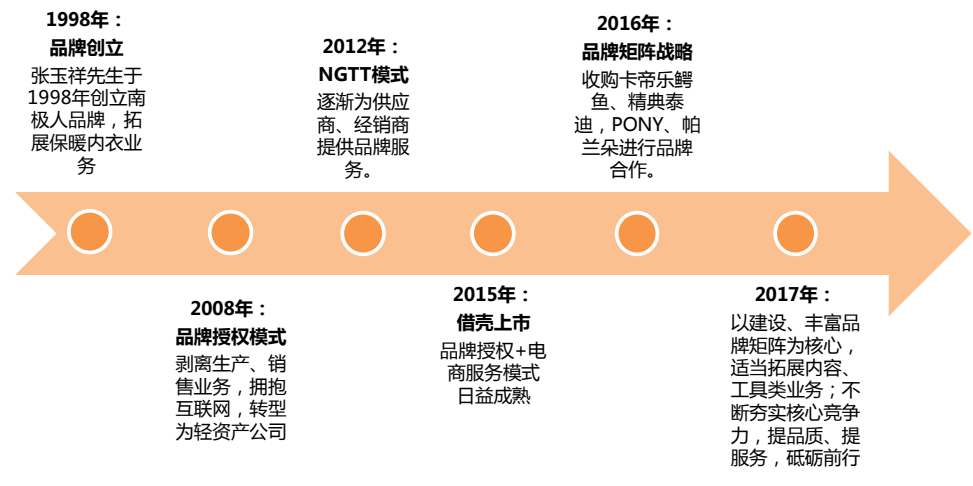 1998年：
品牌创立
张玉祥先生于
1998年创立南
极人品牌，拓
展保暖内衣业
务
2008年：
品牌授权模式
剥离生产、销
售业务，拥抱
互联网，转型
为轻资产公司
2012年：
NGTT模式
逐渐为供应
商、经销商
提供品牌服
务。
2015年：
借壳上市
品牌授权+电
商服务模式
日益成熟
2016年：
品牌矩阵战略
收购卡帝乐鳄
鱼、精典泰
迪，PONY、帕
兰朵进行品牌
合作。
2017年：
以建设、丰富品
牌矩阵为核心，
适当拓展内容、
工具类业务；不
断夯实核心竞争
力，提品质、提
服务，砥砺前行